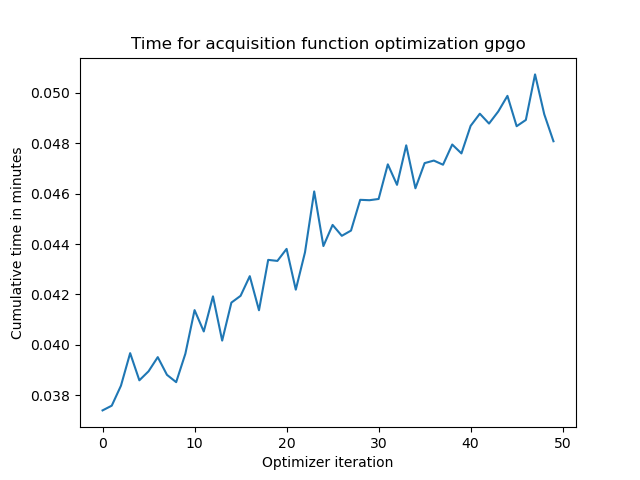 Time for acquisition function optimization gpgo
Cumulative time in minutes
0.050
0.048
0.046
0.044
0.042
0.040
0.038
0 10 20 30 40 50
Optimizer iteration